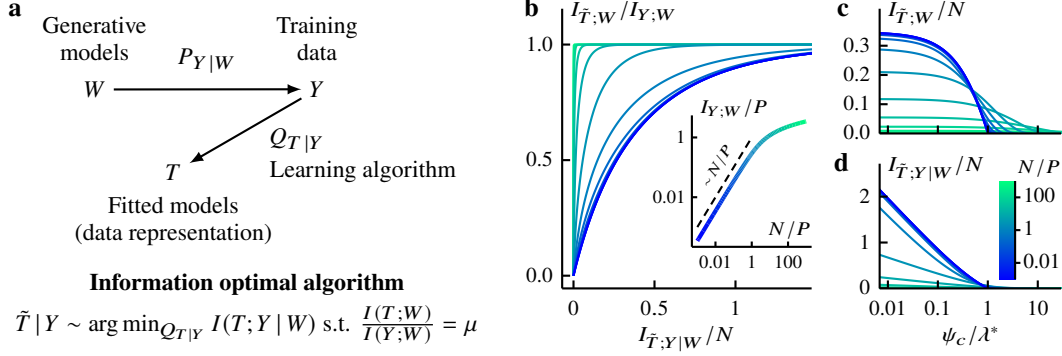 a
Generative
models
Training
data
P_{Y|W}
W
Y
Q_{T|Y}
Learning algorithm
T
Fitted models
(data representation)
Information optimal algorithm
T̃ | Y ∼ arg min_{Q_{T|Y}} I(T;Y | W) s.t. I(T;W)/I(Y;W) = μ
b
I_{T̃;W}/I_{Y;W}
1.0
0.5
0.0
0
0.5
1
I_{T̃;Y|W}/N
I_{Y;W}/P
1
0.01
~N/P
N/P
0.01
1
100
c
I_{T̃;W}/N
0.3
0.2
0.1
0.0
d
I_{T̃;Y|W}/N
2
1
0
0.01
0.1
1
10
ψ_c/λ*
N/P
100
1
0.01